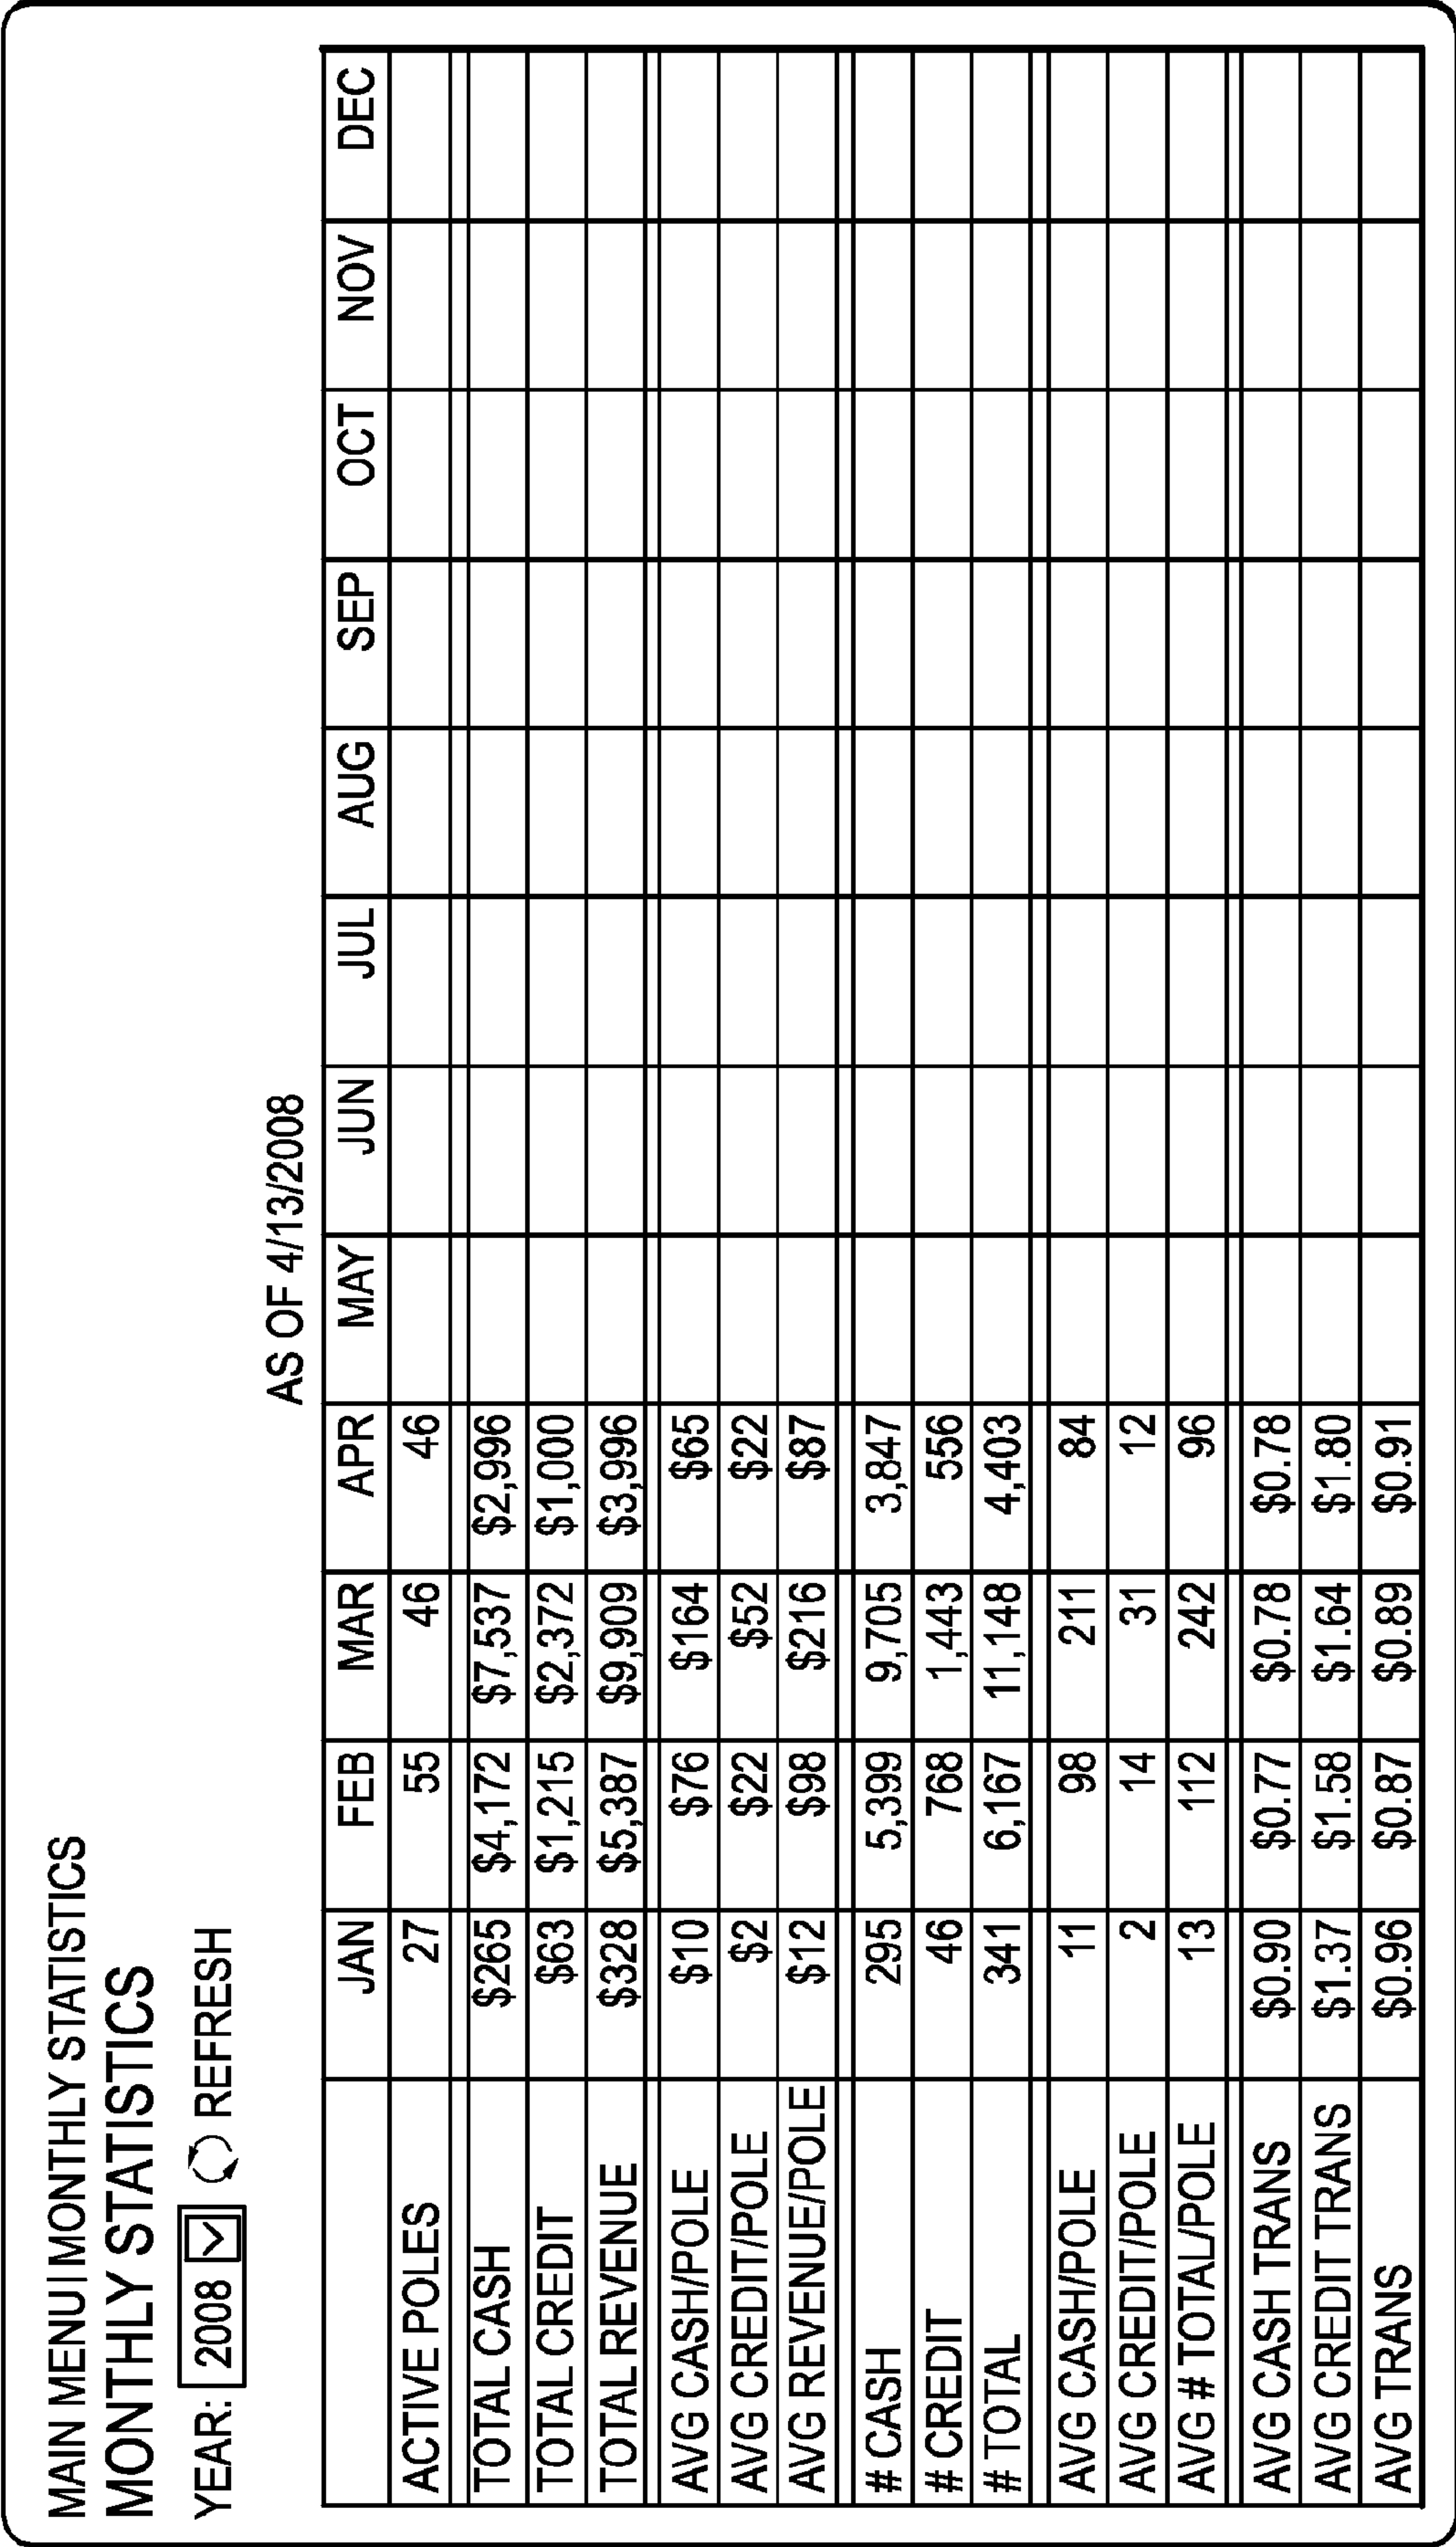 MAIN MENU|MONTHLY STATISTICS
MONTHLY STATISTICS
YEAR: 2008 REFRESH
AS OF 4/13/2008
JAN FEB MAR APR MAY JUN JUL AUG SEP OCT NOV DEC
ACTIVE POLES 27 55 46 46
TOTAL CASH $265 $4,172 $7,537 $2,996
TOTAL CREDIT $63 $1,215 $2,372 $1,000
TOTAL REVENUE $328 $5,387 $9,909 $3,996
AVG CASH/POLE $10 $76 $164 $65
AVG CREDIT/POLE $2 $22 $52 $22
AVG REVENUE/POLE $12 $98 $216 $87
# CASH 295 5,399 9,705 3,847
# CREDIT 46 768 1,443 556
# TOTAL 341 6,167 11,148 4,403
AVG CASH/POLE 11 98 211 84
AVG CREDIT/POLE 2 14 31 12
AVG # TOTAL/POLE 13 112 242 96
AVG CASH TRANS $0.90 $0.77 $0.78 $0.78
AVG CREDIT TRANS $1.37 $1.58 $1.64 $1.80
AVG TRANS $0.96 $0.87 $0.89 $0.91